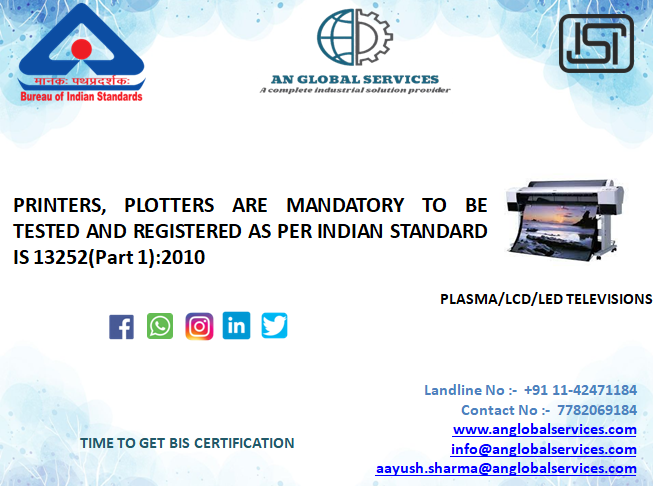 मानकः पथप्रदर्शकः
Bureau of Indian Standards
AN GLOBAL SERVICES
A complete industrial solution provider
ISI
PRINTERS, PLOTTERS ARE MANDATORY TO BE
TESTED AND REGISTERED AS PER INDIAN STANDARD
IS 13252(Part 1):2010
PLASMA/LCD/LED TELEVISIONS
Landline No :- +91 11-42471184
Contact No :- 7782069184
www.anglobalservices.com
info@anglobalservices.com
aayush.sharma@anglobalservices.com
TIME TO GET BIS CERTIFICATION